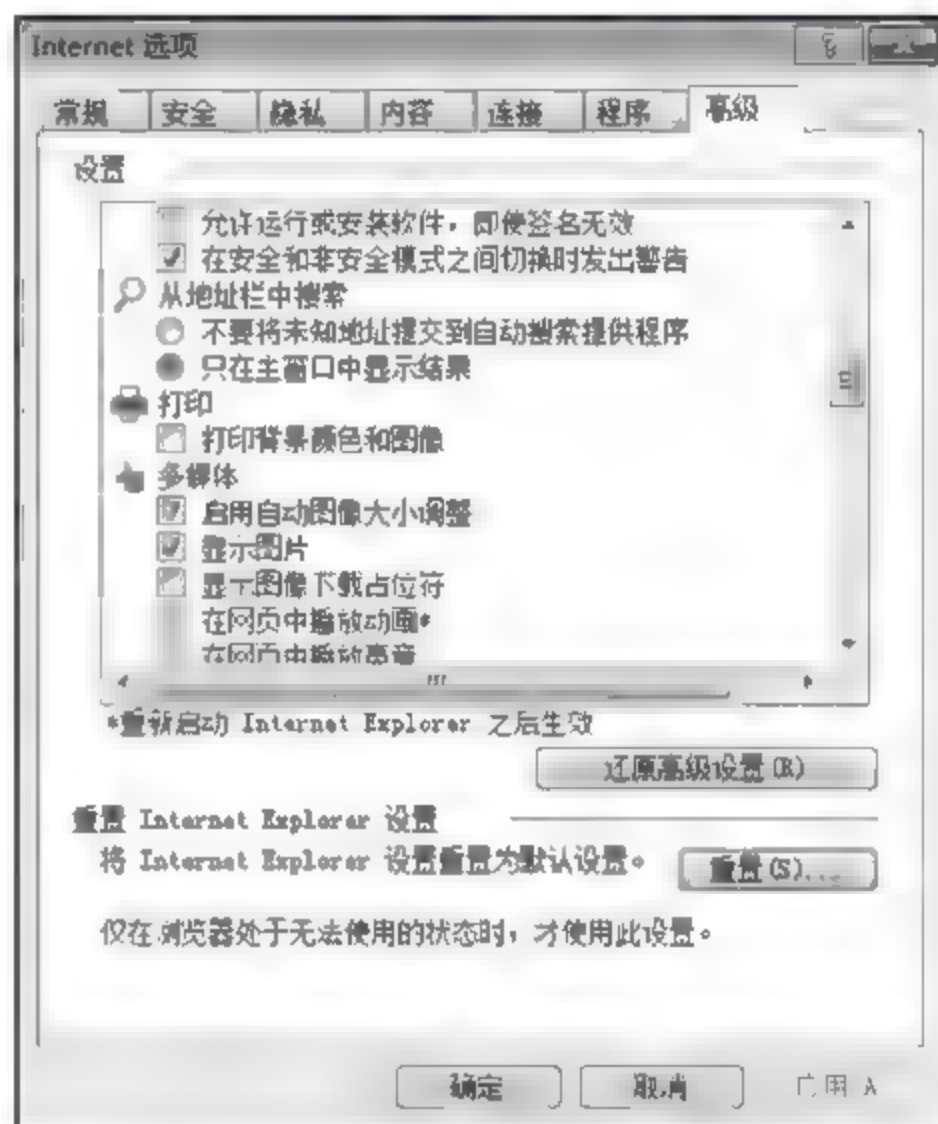 Internet 选项
常规 安全 隐私 内容 连接 程序 高级
设置
允许运行或安装软件，即使签名无效
在安全和非安全模式之间切换时发出警告
从地址栏中搜索
不要将未知地址提交到自动搜索提供程序
只在主窗口中显示结果
打印
打印背景颜色和图像
多媒体
启用自动图像大小调整
显示图片
显示图像下载占位符
在网页中播放动画*
在网页中播放声音
*重新启动 Internet Explorer 之后生效
还原高级设置(R)
重置 Internet Explorer 设置
将 Internet Explorer 设置重置为默认设置。
重置(S)...
仅在浏览器处于无法使用的状态时，才使用此设置。
确定 取消 应用 A